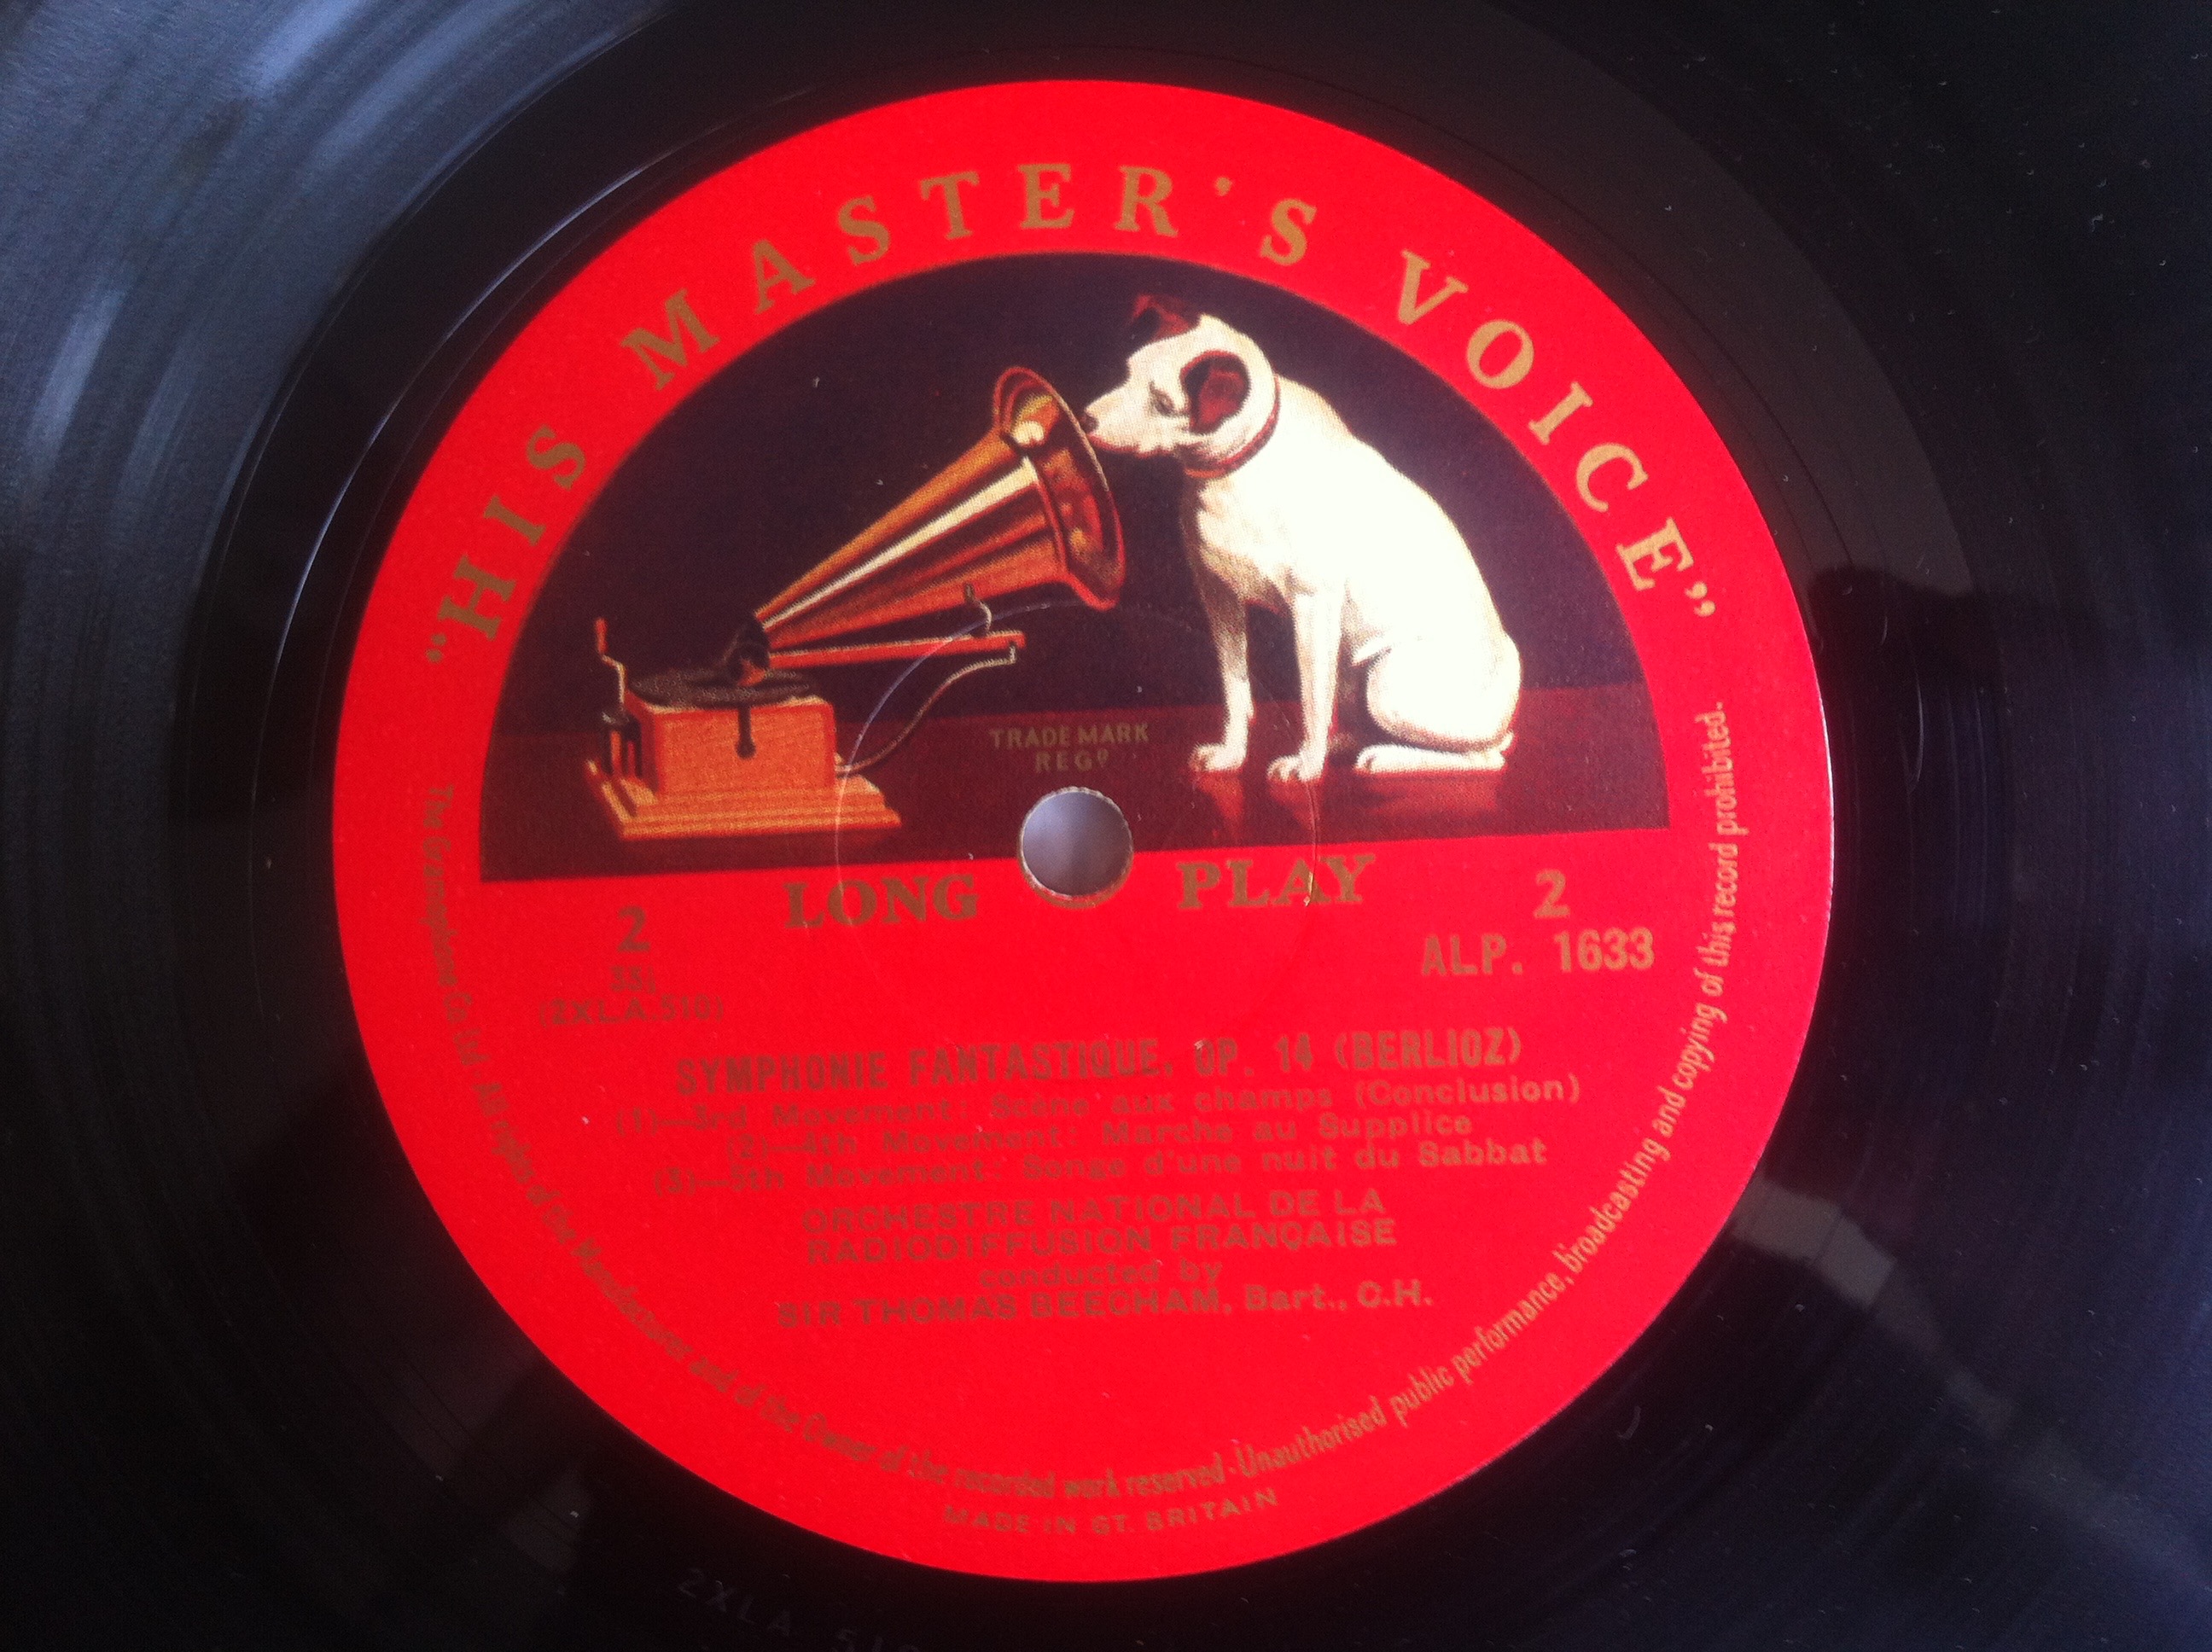 "HIS MASTER'S VOICE"
TRADE MARK
REGD
LONG PLAY
2
33⅓
(2XLA.510)
2
ALP. 1633
SYMPHONIE FANTASTIQUE, OP. 14 (BERLIOZ)
(1)—3rd Movement: Scène aux champs (Conclusion)
(2)—4th Movement: Marche au Supplice
(3)—5th Movement: Songe d'une nuit du Sabbat
ORCHESTRE NATIONAL DE LA
RADIODIFFUSION FRANÇAISE
conducted by
SIR THOMAS BEECHAM, Bart., C.H.
The Gramophone Co. Ltd. · All rights of the Manufacturer and of the Owner of the recorded work reserved · Unauthorised public performance, broadcasting and copying of this record prohibited.
MADE IN GT. BRITAIN
2XLA 510